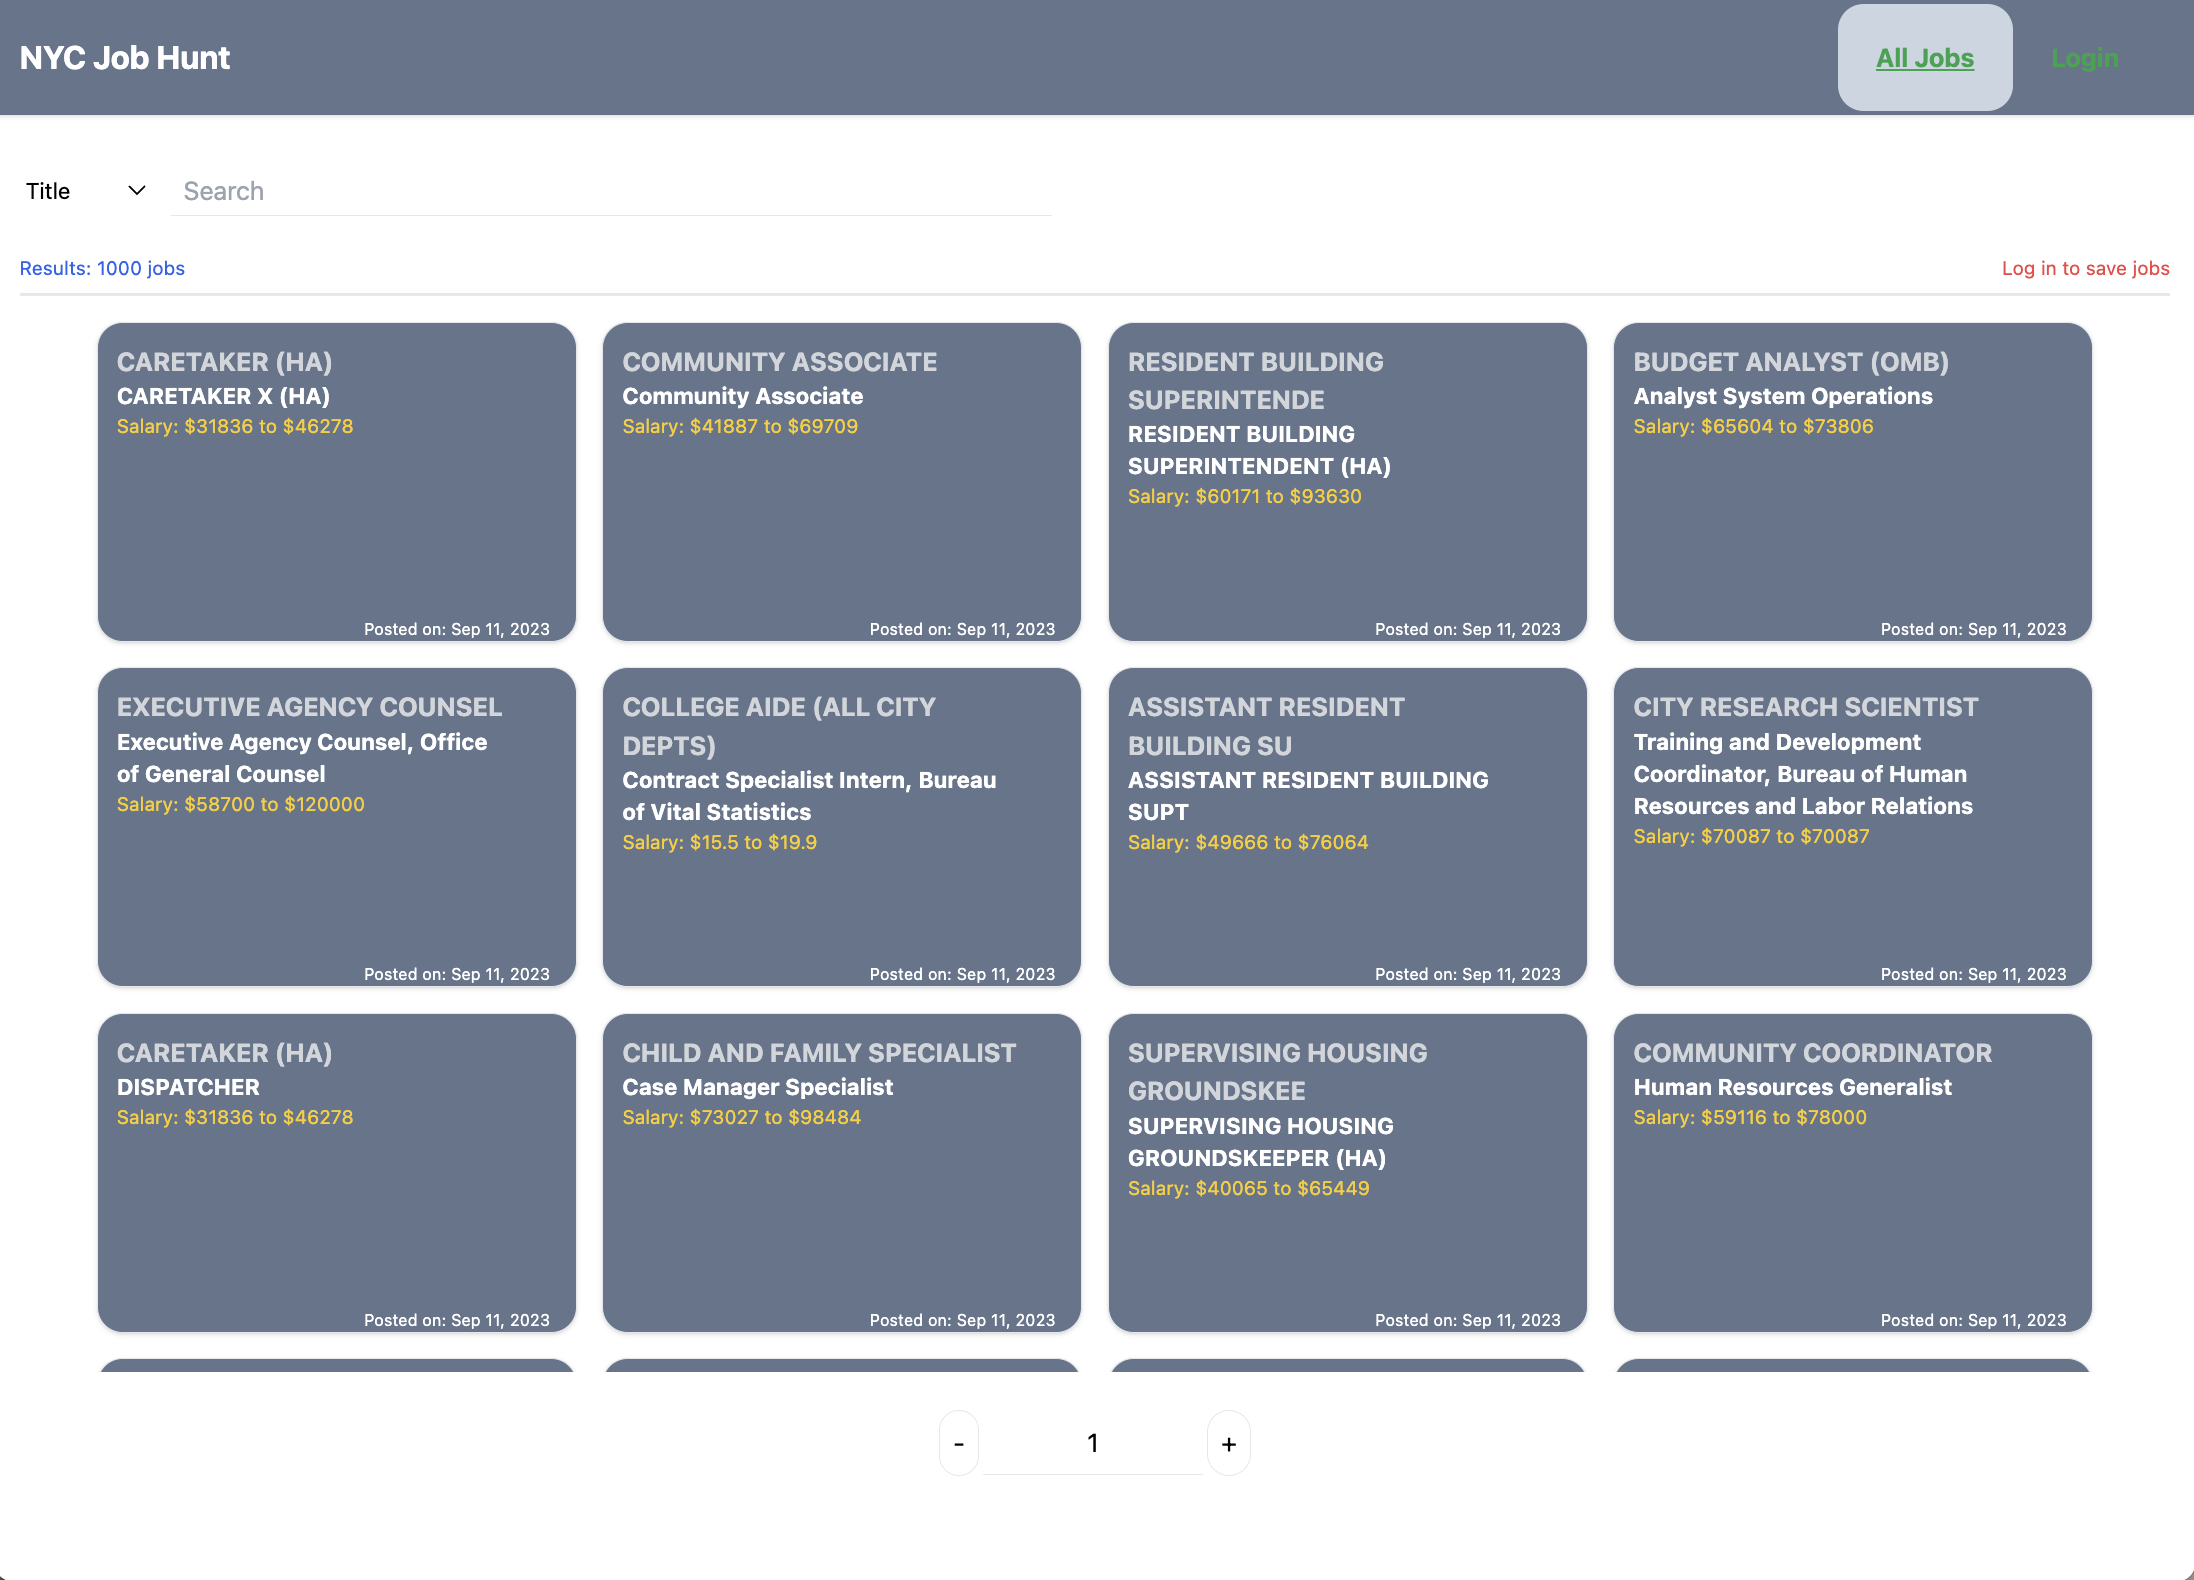 NYC Job Hunt
All Jobs
Login
Title
Search
Results: 1000 jobs
Log in to save jobs
CARETAKER (HA)
CARETAKER X (HA)
Salary: $31836 to $46278
Posted on: Sep 11, 2023
COMMUNITY ASSOCIATE
Community Associate
Salary: $41887 to $69709
Posted on: Sep 11, 2023
RESIDENT BUILDING
SUPERINTENDE
RESIDENT BUILDING
SUPERINTENDENT (HA)
Salary: $60171 to $93630
Posted on: Sep 11, 2023
BUDGET ANALYST (OMB)
Analyst System Operations
Salary: $65604 to $73806
Posted on: Sep 11, 2023
EXECUTIVE AGENCY COUNSEL
Executive Agency Counsel, Office
of General Counsel
Salary: $58700 to $120000
Posted on: Sep 11, 2023
COLLEGE AIDE (ALL CITY
DEPTS)
Contract Specialist Intern, Bureau
of Vital Statistics
Salary: $15.5 to $19.9
Posted on: Sep 11, 2023
ASSISTANT RESIDENT
BUILDING SU
ASSISTANT RESIDENT BUILDING
SUPT
Salary: $49666 to $76064
Posted on: Sep 11, 2023
CITY RESEARCH SCIENTIST
Training and Development
Coordinator, Bureau of Human
Resources and Labor Relations
Salary: $70087 to $70087
Posted on: Sep 11, 2023
CARETAKER (HA)
DISPATCHER
Salary: $31836 to $46278
Posted on: Sep 11, 2023
CHILD AND FAMILY SPECIALIST
Case Manager Specialist
Salary: $73027 to $98484
Posted on: Sep 11, 2023
SUPERVISING HOUSING
GROUNDSKEE
SUPERVISING HOUSING
GROUNDSKEEPER (HA)
Salary: $40065 to $65449
Posted on: Sep 11, 2023
COMMUNITY COORDINATOR
Human Resources Generalist
Salary: $59116 to $78000
Posted on: Sep 11, 2023
- 1 +